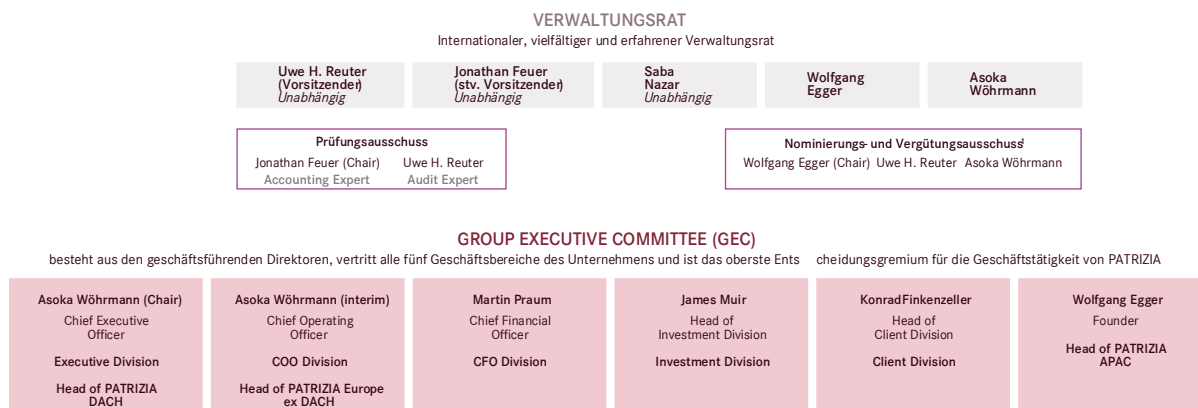 VERWALTUNGSRAT
Internationaler, vielfältiger und erfahrener Verwaltungsrat
Uwe H. Reuter
(Vorsitzender)
Unabhängig
Jonathan Feuer
(stv. Vorsitzender)
Unabhängig
Saba
Nazar
Unabhängig
Wolfgang
Egger
Asoka
Wöhrmann
Prüfungsausschuss
Jonathan Feuer (Chair) Uwe H. Reuter
Accounting Expert Audit Expert
Nominierungs- und Vergütungsausschuss¹
Wolfgang Egger (Chair) Uwe H. Reuter Asoka Wöhrmann
GROUP EXECUTIVE COMMITTEE (GEC)
besteht aus den geschäftsführenden Direktoren, vertritt alle fünf Geschäftsbereiche des Unternehmens und ist das oberste Ents cheidungsgremium für die Geschäftstätigkeit von PATRIZIA
Asoka Wöhrmann (Chair)
Chief Executive
Officer
Executive Division
Head of PATRIZIA
DACH
Asoka Wöhrmann (interim)
Chief Operating
Officer
COO Division
Head of PATRIZIA Europe
ex DACH
Martin Praum
Chief Financial
Officer
CFO Division
James Muir
Head of
Investment Division
Investment Division
Konrad Finkenzeller
Head of
Client Division
Client Division
Wolfgang Egger
Founder
Head of PATRIZIA
APAC